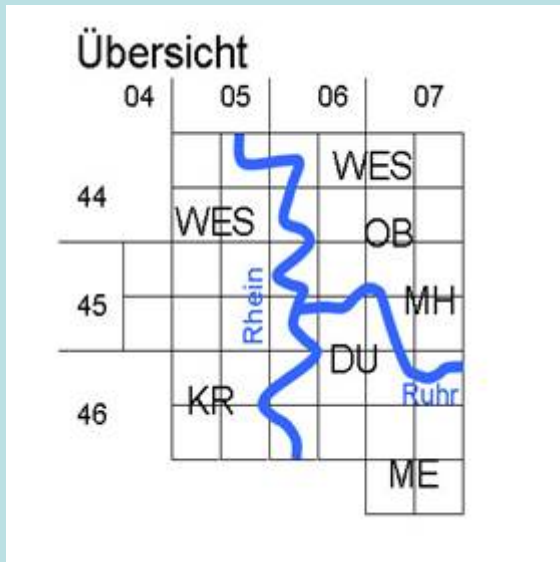 Übersicht
04 05 06 07
WES
44
WES
OB
Rhein
45
MH
DU
Ruhr
KR
46
ME